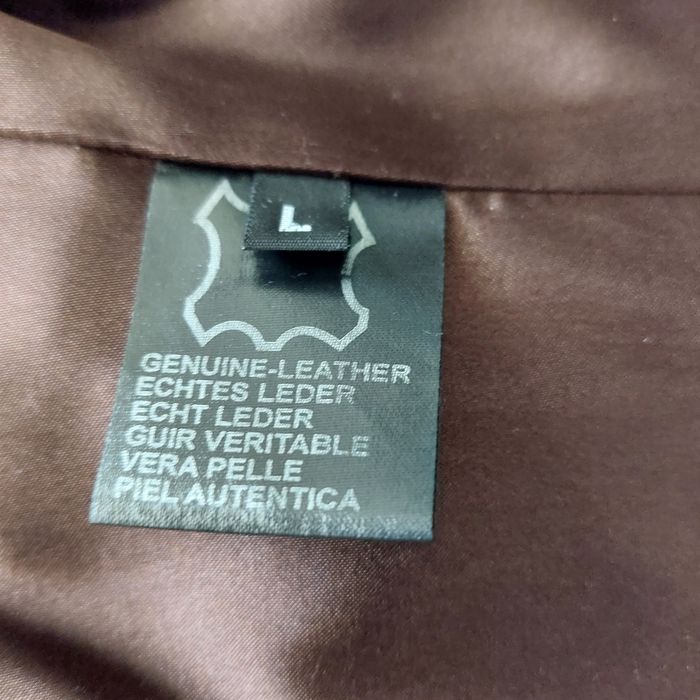 L
GENUINE-LEATHER
ECHTES LEDER
ECHT LEDER
GUIR VERITABLE
VERA PELLE
PIEL AUTENTICA